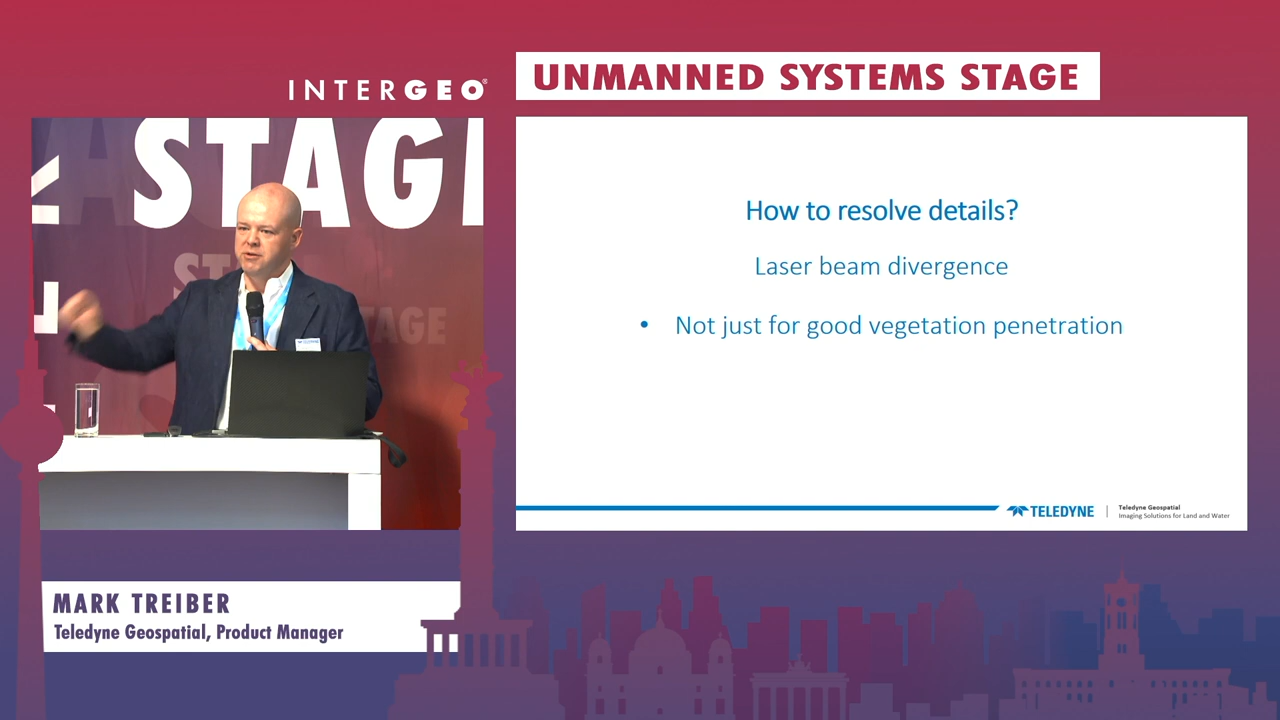 INTERGEO®
UNMANNED SYSTEMS STAGE
STAGE
STAGE
How to resolve details?
Laser beam divergence
• Not just for good vegetation penetration
TELEDYNE
Teledyne Geospatial
Imaging Solutions for Land and Water
MARK TREIBER
Teledyne Geospatial, Product Manager